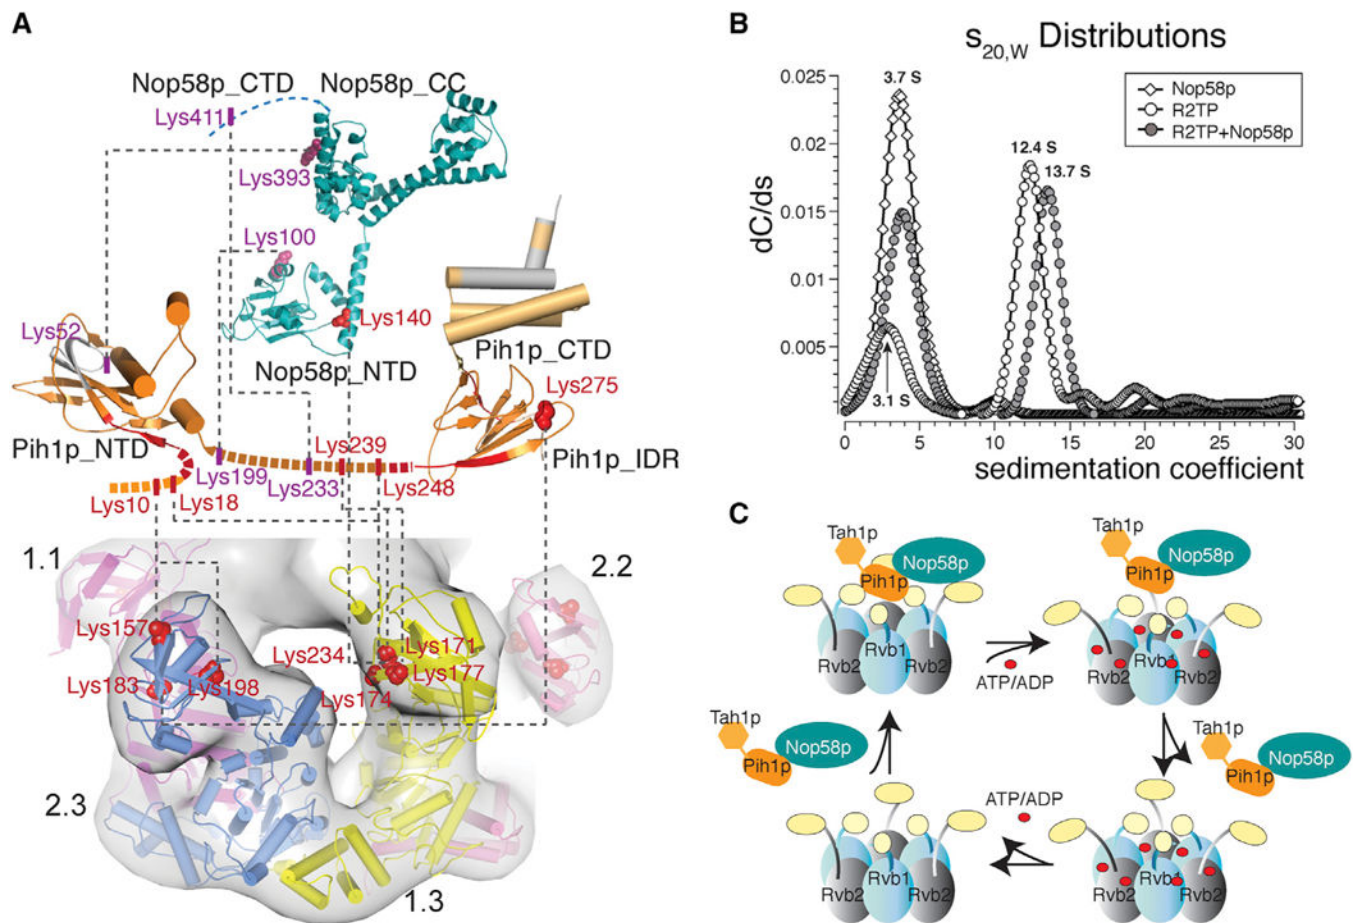 A
Nop58p_CTD
Nop58p_CC
Lys411
Lys393
Lys100
Lys52
Lys140
Pih1p_CTD
Nop58p_NTD
Lys275
Pih1p_NTD
Lys239
Pih1p_IDR
Lys199
Lys233
Lys248
Lys10
Lys18
1.1
2.2
Lys157
Lys234
Lys171
Lys183
Lys198
Lys174
Lys177
2.3
1.3
B
s20,W Distributions
0.025
0.020
0.015
0.010
0.005
dC/ds
3.7 S
12.4 S
13.7 S
3.1 S
Nop58p
R2TP
R2TP+Nop58p
0 5 10 15 20 25 30
sedimentation coefficient
C
Tah1p
Pih1p
Nop58p
Rvb2
Rvb1
Rvb2
ATP/ADP
Tah1p
Pih1p
Nop58p
Rvb2
Rvb1
Rvb2
Tah1p
Pih1p
Nop58p
Tah1p
Pih1p
Nop58p
ATP/ADP
Rvb2
Rvb1
Rvb2
Rvb2
Rvb1
Rvb2